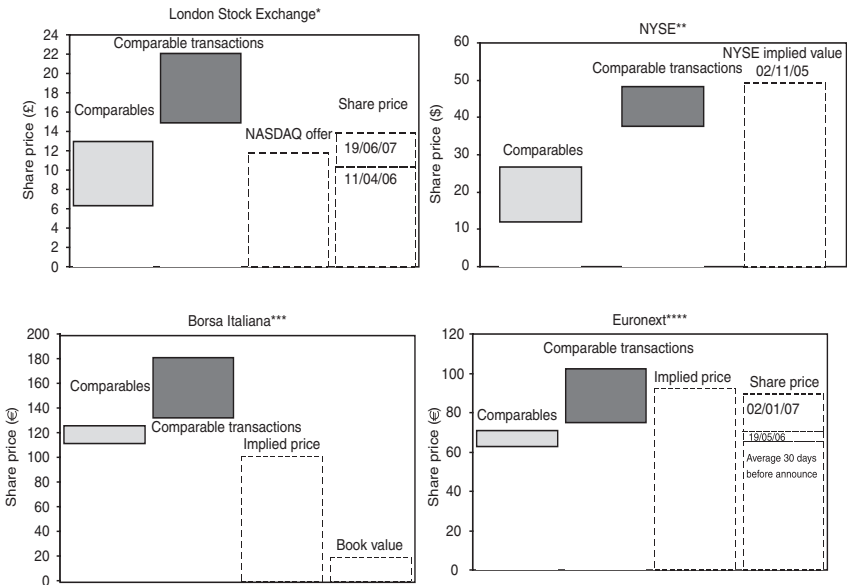 London Stock Exchange*
Share price (£)
24
22
20
18
16
14
12
10
8
6
4
2
0
Comparable transactions
Comparables
NASDAQ offer
Share price
19/06/07
11/04/06
NYSE**
Share price ($)
60
50
40
30
20
10
0
NYSE implied value
02/11/05
Comparable transactions
Comparables
Borsa Italiana***
Share price (€)
200
180
160
140
120
100
80
60
40
20
0
Comparables
Comparable transactions
Implied price
Book value
Euronext****
Share price (€)
120
100
80
60
40
20
0
Comparable transactions
Comparables
Implied price
Share price
02/01/07
19/05/06
Average 30 days
before announce